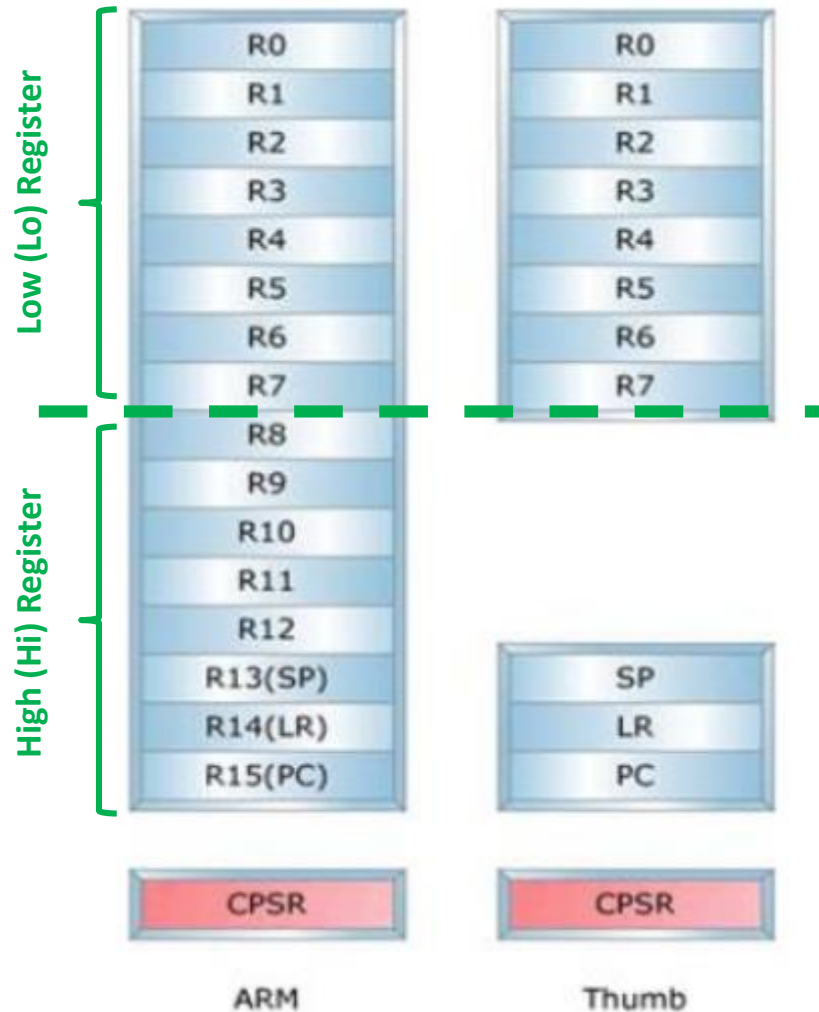 Low (Lo) Register
High (Hi) Register
R0
R1
R2
R3
R4
R5
R6
R7
R8
R9
R10
R11
R12
R13(SP)
R14(LR)
R15(PC)
CPSR
ARM
R0
R1
R2
R3
R4
R5
R6
R7
SP
LR
PC
CPSR
Thumb